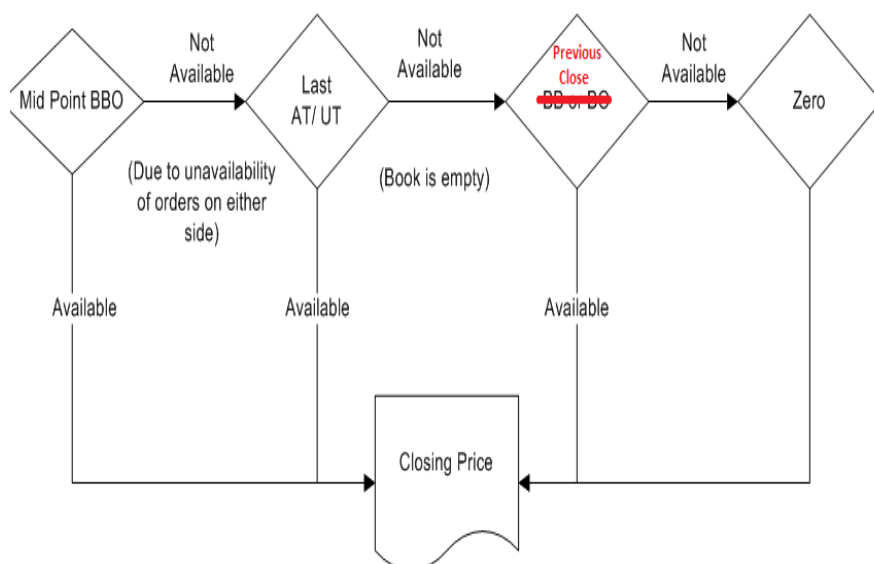 Mid Point BBO
Not
Available
Last
AT/ UT
Not
Available
Previous
Close
BB or BO
Not
Available
Zero
(Due to unavailability
of orders on either
side)
(Book is empty)
Available
Available
Available
Closing Price